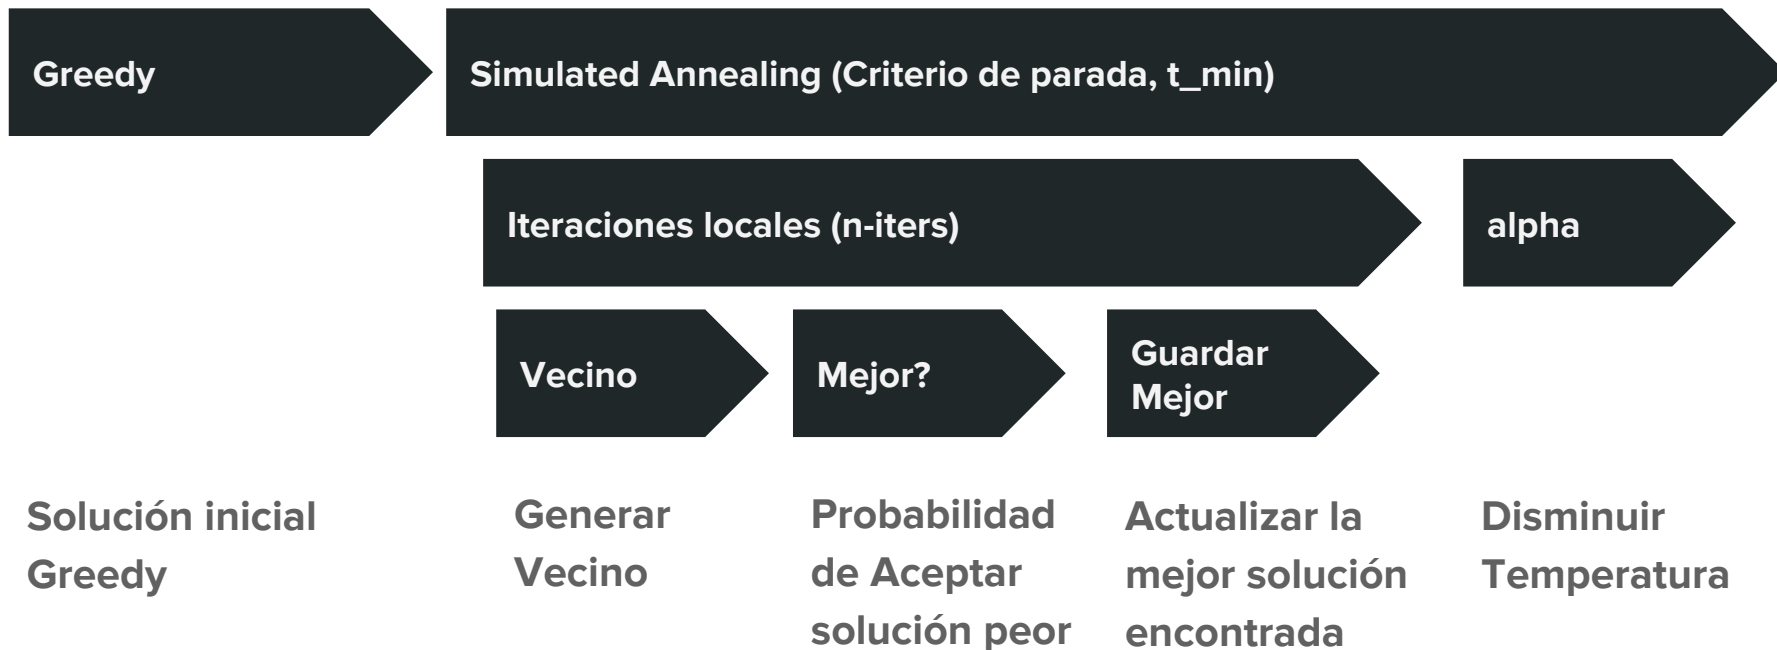 Greedy
Simulated Annealing (Criterio de parada, t_min)
Iteraciones locales (n-iters)
alpha
Vecino
Mejor?
Guardar
Mejor
Solución inicial
Greedy
Generar
Vecino
Probabilidad
de Aceptar
solución peor
Actualizar la
mejor solución
encontrada
Disminuir
Temperatura